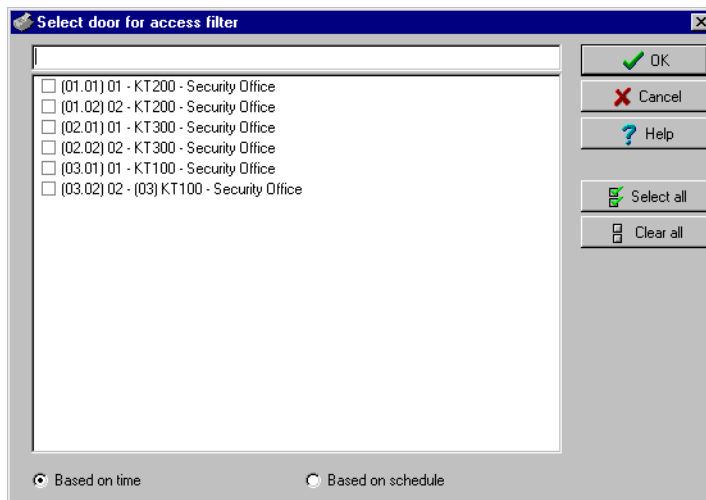 Select door for access filter
OK
(01.01) 01 - KT200 - Security Office
(01.02) 02 - KT200 - Security Office
(02.01) 01 - KT300 - Security Office
(02.02) 02 - KT300 - Security Office
(03.01) 01 - KT100 - Security Office
(03.02) 02 - (03) KT100 - Security Office
Cancel
Help
Select all
Clear all
Based on time
Based on schedule